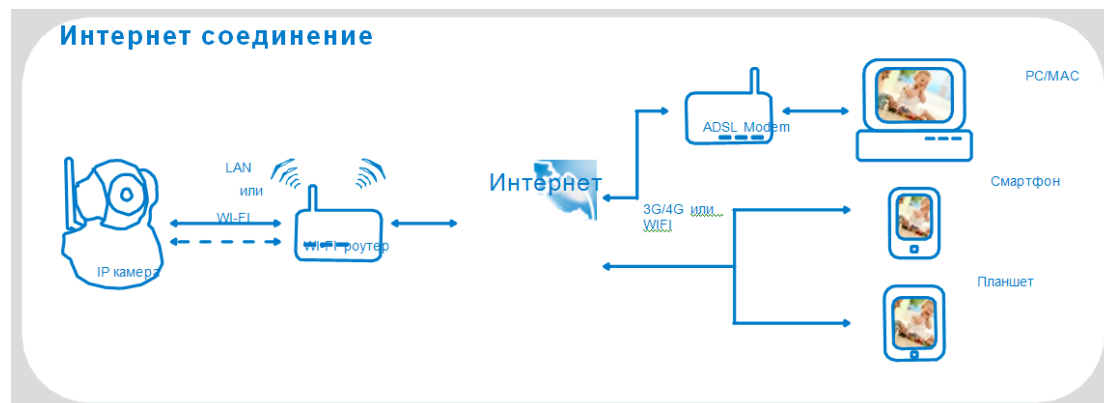 Интернет соединение
PC/MAC
ADSL Modem
LAN
или
WI-FI
Интернет
Смартфон
3G/4G или
WIFI
WI-FI роутер
IP камера
Планшет